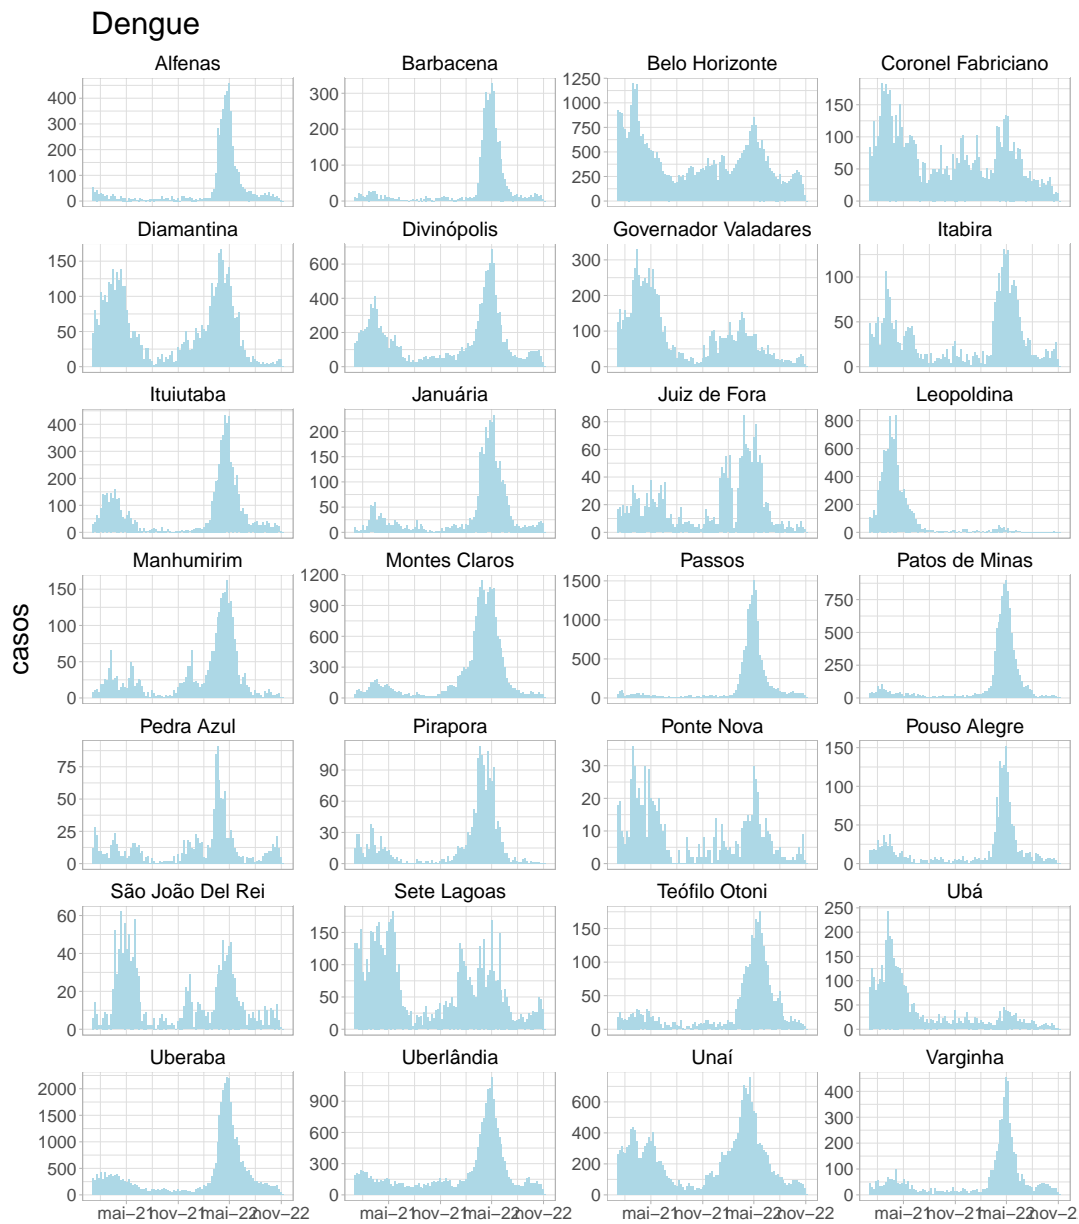 Dengue
Alfenas Barbacena Belo Horizonte Coronel Fabriciano
400 300 200 100 0
300 200 100 0
1250 1000 750 500 250 0
150 100 50 0
Diamantina Divinópolis Governador Valadares Itabira
150 100 50 0
600 400 200 0
300 200 100 0
100 50 0
Ituiutaba Januária Juiz de Fora Leopoldina
400 300 200 100 0
200 150 100 50 0
80 60 40 20 0
800 600 400 200 0
Manhumirim Montes Claros Passos Patos de Minas
150 100 50 0
1200 900 600 300 0
1500 1000 500 0
750 500 250 0
casos
Pedra Azul Pirapora Ponte Nova Pouso Alegre
75 50 25 0
90 60 30 0
30 20 10 0
150 100 50 0
São João Del Rei Sete Lagoas Teófilo Otoni Ubá
60 40 20 0
150 100 50 0
150 100 50 0
250 200 150 100 50 0
Uberaba Uberlândia Unaí Varginha
2000 1500 1000 500 0
900 600 300 0
600 400 200 0
400 300 200 100 0
mai–21 nov–21 mai–22 nov–22 mai–21 nov–21 mai–22 nov–22 mai–21 nov–21 mai–22 nov–22 mai–21 nov–21 mai–22 nov–2